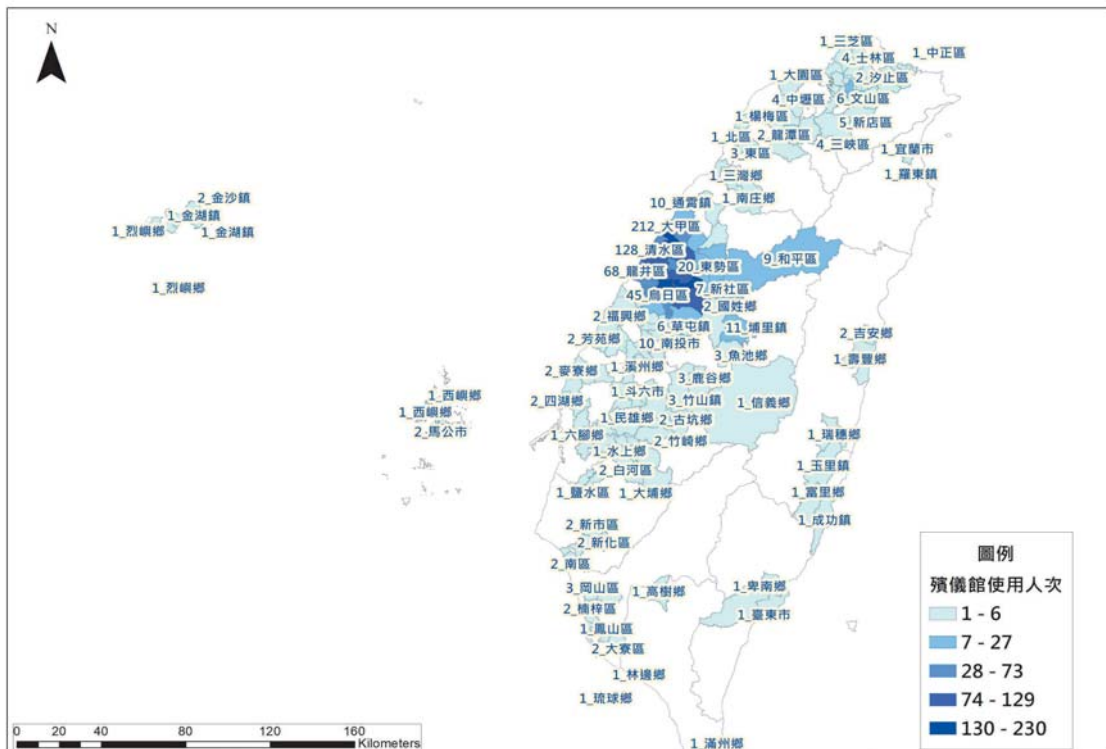 N
1_三芝區
1_中正區
4_士林區
1_大園區
2_汐止區
4_中壢區
6_文山區
1_楊梅區
5_新店區
1_北區
2_龍潭區
4_三峽區
3_東區
1_宜蘭市
1_三灣鄉
1_羅東鎮
2_金沙鎮
1_南庄鄉
10_通霄鎮
1_金湖鎮
212_大甲區
1_烈嶼鄉
1_金湖鎮
128_清水區
9_和平區
68_龍井區
20_東勢區
1_烈嶼鄉
45_烏日區
7_新社區
2_國姓鄉
2_福興鄉
6_草屯鎮
11_埔里鎮
2_吉安鄉
2_芳苑鄉
10_南投市
3_魚池鄉
1_壽豐鄉
2_麥寮鄉
1_溪州鄉
3_鹿谷鄉
1_西嶼鄉
1_斗六市
2_四湖鄉
3_竹山鎮
1_信義鄉
1_西嶼鄉
1_民雄鄉
2_古坑鄉
2_馬公市
1_六腳鄉
2_竹崎鄉
1_瑞穗鄉
1_水上鄉
2_白河區
1_玉里鎮
1_鹽水區
1_大埔鄉
1_富里鄉
2_新市區
1_成功鎮
2_新化區
2_南區
3_岡山區
1_高樹鄉
1_卑南鄉
2_楠梓區
1_臺東市
1_鳳山區
2_大寮區
1_林邊鄉
1_琉球鄉
1_滿州鄉
圖例
殯儀館使用人次
1 - 6
7 - 27
28 - 73
74 - 129
130 - 230
0 20 40 80 120 160
Kilometers